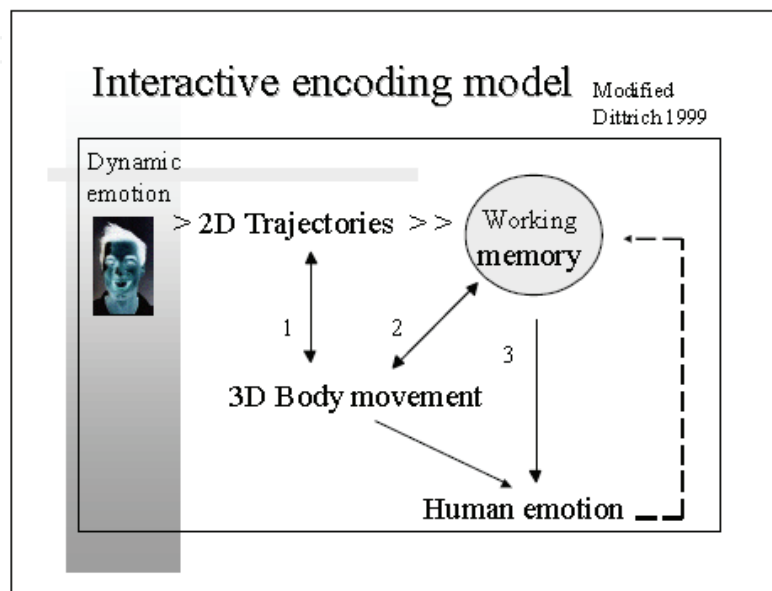 Interactive encoding model
Modified
Dittrich 1999
Dynamic
emotion
> 2D Trajectories >>
Working
memory
1
2
3
3D Body movement
Human emotion